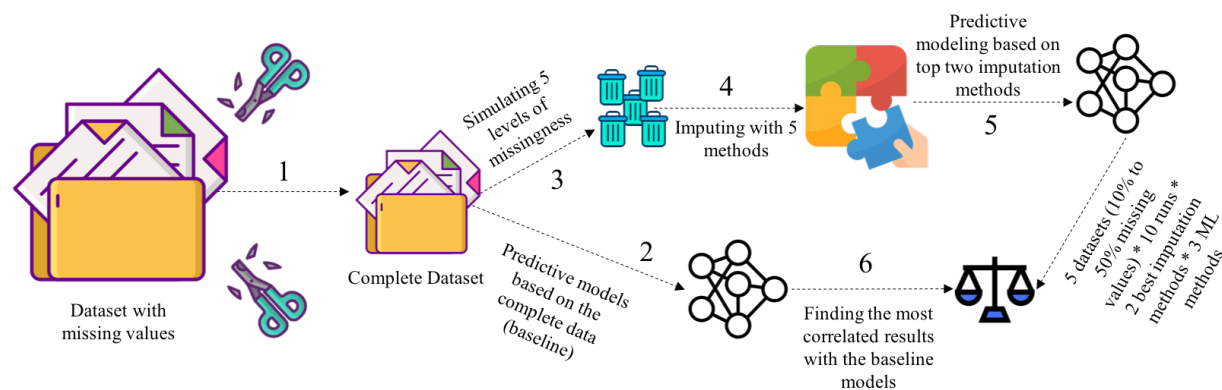 Dataset with
missing values
1
Complete Dataset
Simulating 5
levels of
missingness
3
Predictive models
based on the
complete data
(baseline)
2
4
Imputing with 5
methods
Predictive
modeling based on
top two imputation
methods
5
5 datasets (10% to
50% missing
values) * 10 runs *
2 best imputation
methods * 3 ML
methods
6
Finding the most
correlated results
with the baseline
models